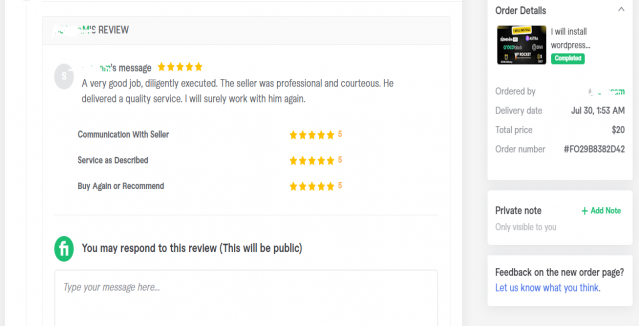 'S REVIEW
's message
S
A very good job, diligently executed. The seller was professional and courteous. He
delivered a quality service. I will surely work with him again.
Communication With Seller 5
Service as Described 5
Buy Again or Recommend 5
fi
You may respond to this review (This will be public)
Type your message here...
Order Details
I will install
wordpress...
Completed
Ordered by
Delivery date Jul 30, 1:53 AM
Total price $20
Order number #FO29B8382D42
Private note + Add Note
Only visible to you
Feedback on the new order page?
Let us know what you think.